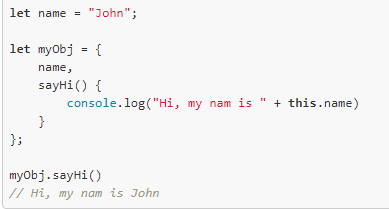 let name = "John";
let myObj = {
    name,
    sayHi() {
        console.log("Hi, my nam is " + this.name)
    }
};
myObj.sayHi()
// Hi, my nam is John